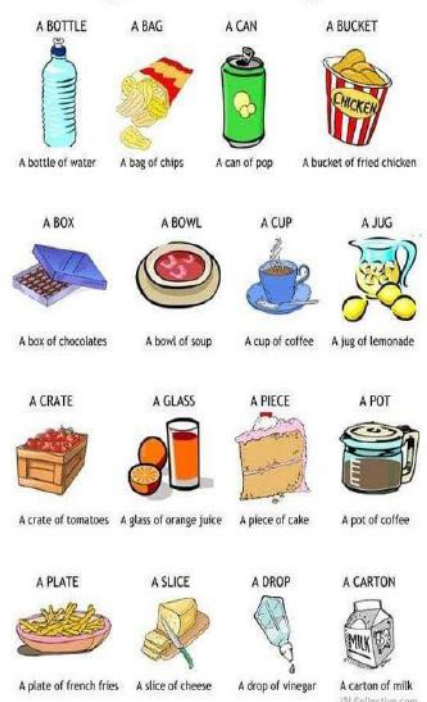 A BOTTLE A BAG A CAN A BUCKET
CHICKEN
A bottle of water A bag of chips A can of pop A bucket of fried chicken
A BOX A BOWL A CUP A JUG
A box of chocolates A bowl of soup A cup of coffee A jug of lemonade
A CRATE A GLASS A PIECE A POT
A crate of tomatoes A glass of orange juice A piece of cake A pot of coffee
A PLATE A SLICE A DROP A CARTON
MILK
A plate of french fries A slice of cheese A drop of vinegar A carton of milk
iSLCollective.com